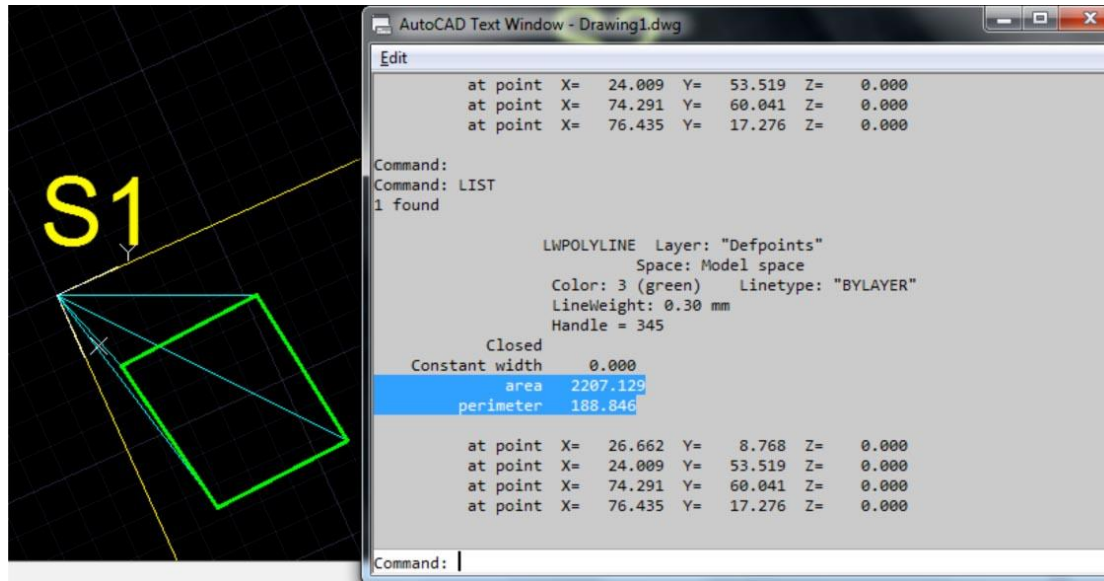 S1
Y
X
AutoCAD Text Window - Drawing1.dwg
Edit
at point X= 24.009 Y= 53.519 Z= 0.000
at point X= 74.291 Y= 60.041 Z= 0.000
at point X= 76.435 Y= 17.276 Z= 0.000
Command:
Command: LIST
1 found
LWPOLYLINE Layer: "Defpoints"
Space: Model space
Color: 3 (green) Linetype: "BYLAYER"
LineWeight: 0.30 mm
Handle = 345
Closed
Constant width 0.000
area 2207.129
perimeter 188.846
at point X= 26.662 Y= 8.768 Z= 0.000
at point X= 24.009 Y= 53.519 Z= 0.000
at point X= 74.291 Y= 60.041 Z= 0.000
at point X= 76.435 Y= 17.276 Z= 0.000
Command: